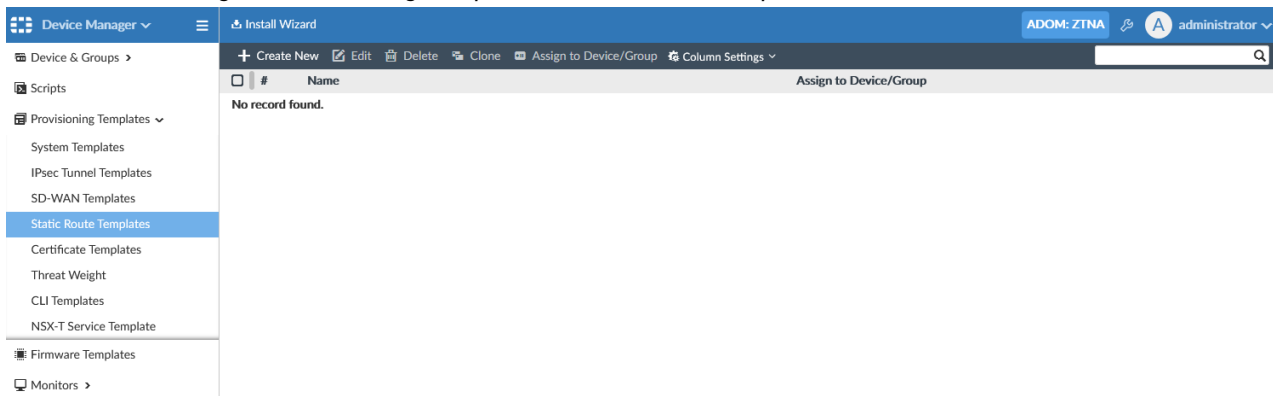 Device Manager
Install Wizard
ADOM: ZTNA
A
administrator
Device & Groups
Scripts
Provisioning Templates
System Templates
IPsec Tunnel Templates
SD-WAN Templates
Static Route Templates
Certificate Templates
Threat Weight
CLI Templates
NSX-T Service Template
Firmware Templates
Monitors
Create New Edit Delete Clone Assign to Device/Group Column Settings
# Name Assign to Device/Group
No record found.